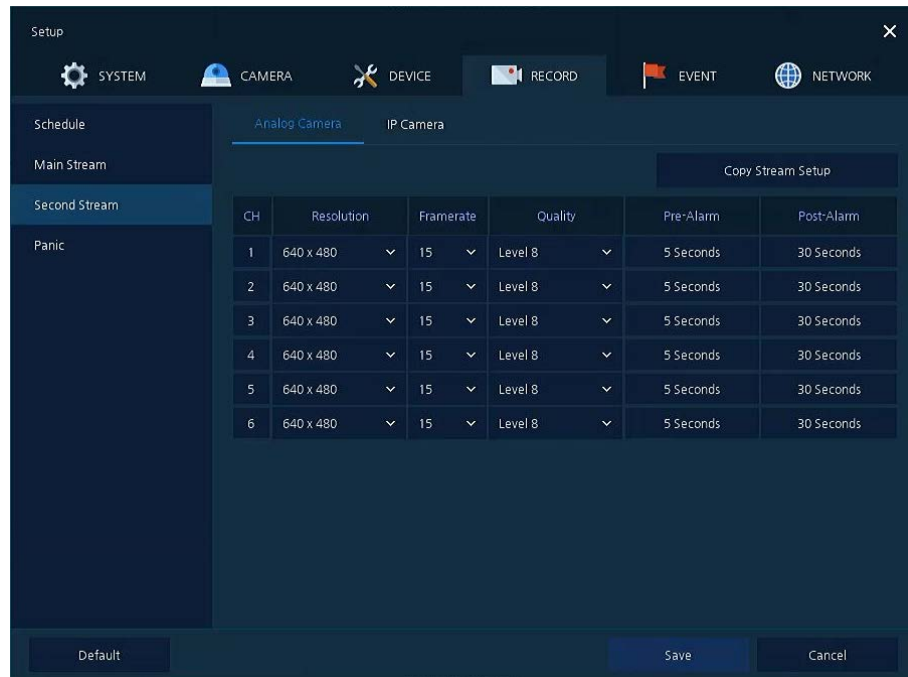 Setup
SYSTEM CAMERA DEVICE RECORD EVENT NETWORK
Schedule
Main Stream
Second Stream
Panic
Analog Camera IP Camera
Copy Stream Setup
CH Resolution Framerate Quality Pre-Alarm Post-Alarm
1 640 x 480 15 Level 8 5 Seconds 30 Seconds
2 640 x 480 15 Level 8 5 Seconds 30 Seconds
3 640 x 480 15 Level 8 5 Seconds 30 Seconds
4 640 x 480 15 Level 8 5 Seconds 30 Seconds
5 640 x 480 15 Level 8 5 Seconds 30 Seconds
6 640 x 480 15 Level 8 5 Seconds 30 Seconds
Default Save Cancel